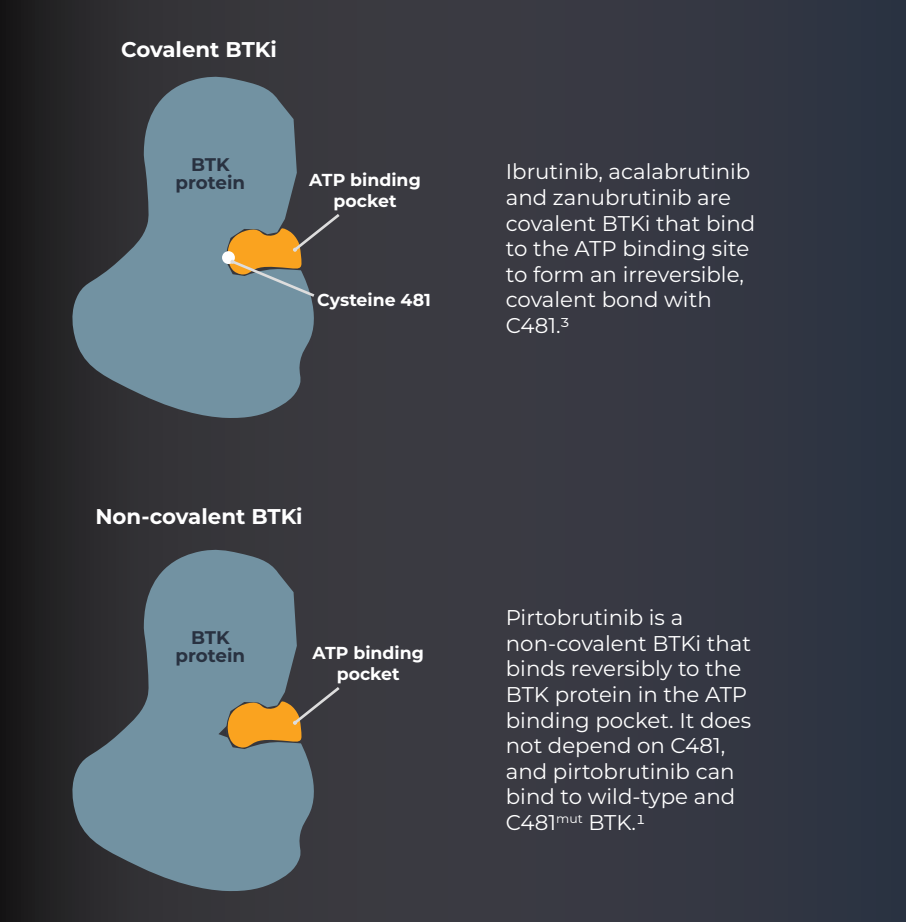 Covalent BTKi
BTK
protein
ATP binding
pocket
Cysteine 481
Ibrutinib, acalabrutinib
and zanubrutinib are
covalent BTKi that bind
to the ATP binding site
to form an irreversible,
covalent bond with
C481.³
Non-covalent BTKi
BTK
protein
ATP binding
pocket
Pirtobrutinib is a
non-covalent BTKi that
binds reversibly to the
BTK protein in the ATP
binding pocket. It does
not depend on C481,
and pirtobrutinib can
bind to wild-type and
C481ᵐᵘᵗ BTK.¹